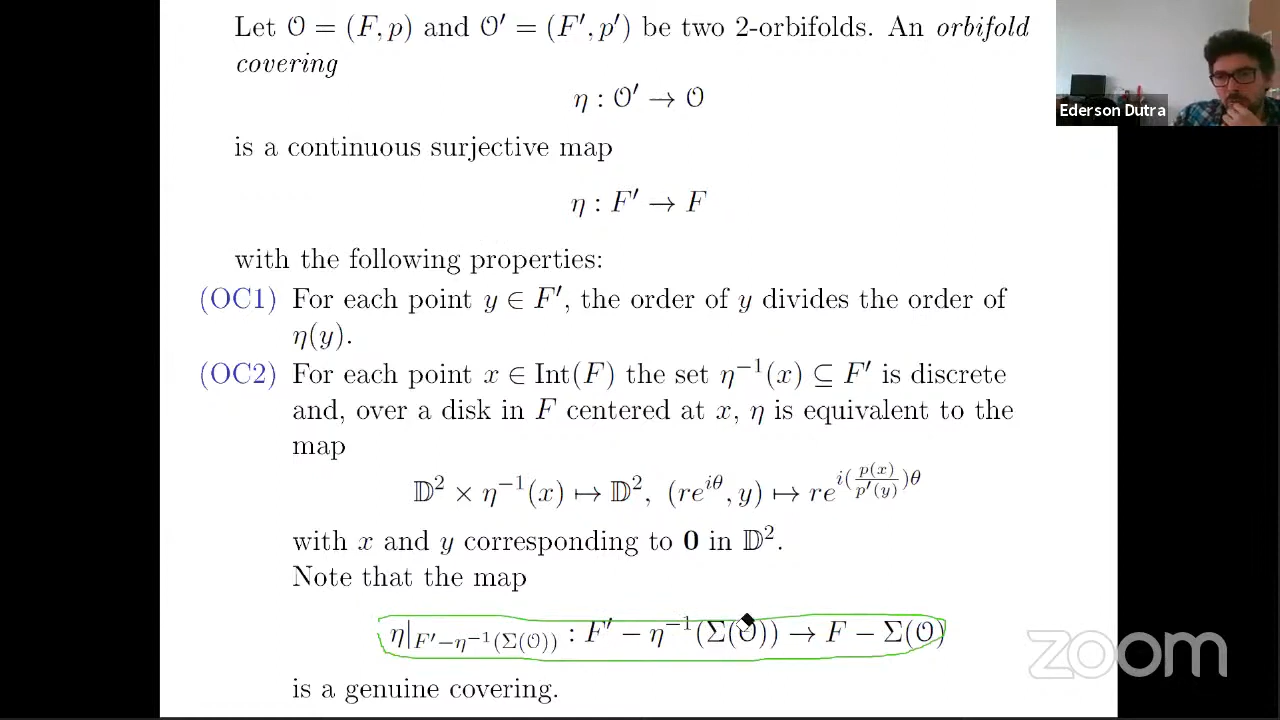 Let 𝒪 = (F, p) and 𝒪′ = (F′, p′) be two 2-orbifolds. An orbifold
covering
η : 𝒪′ → 𝒪
is a continuous surjective map
η : F′ → F
with the following properties:
(OC1) For each point y ∈ F′, the order of y divides the order of
η(y).
(OC2) For each point x ∈ Int(F) the set η⁻¹(x) ⊆ F′ is discrete
and, over a disk in F centered at x, η is equivalent to the
map
𝔻² × η⁻¹(x) ↦ 𝔻², (re^{iθ}, y) ↦ re^{i(\frac{p(x)}{p′(y)})θ}
with x and y corresponding to 0 in 𝔻².
Note that the map
η|_{F′−η⁻¹(Σ(𝒪))} : F′ − η⁻¹(Σ(𝒪)) → F − Σ(𝒪)
is a genuine covering.
Ederson Dutra
zoom